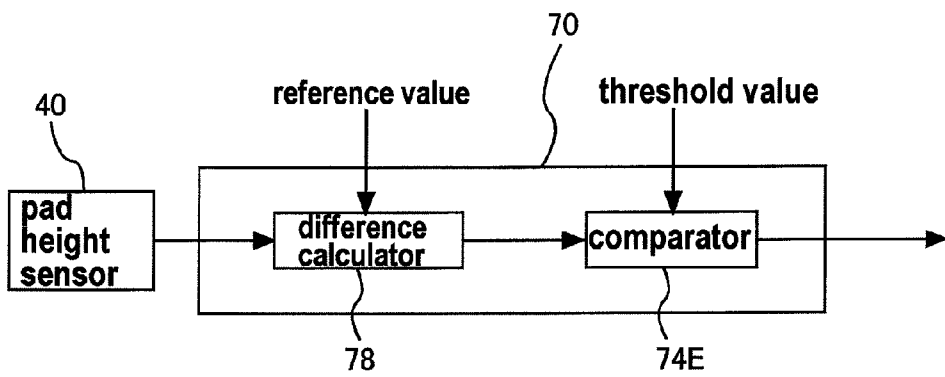 70
reference value
threshold value
40
pad
height
sensor
difference
calculator
comparator
78
74E